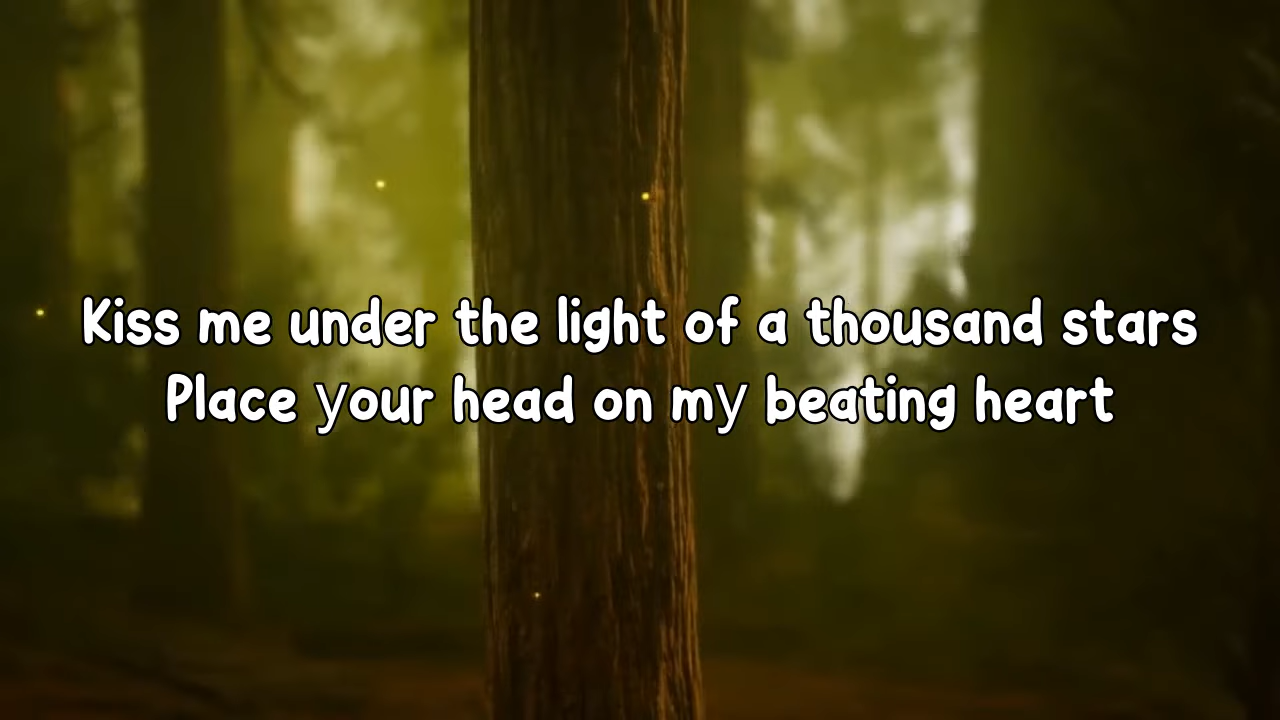 Kiss me under the light of a thousand stars
Place your head on my beating heart